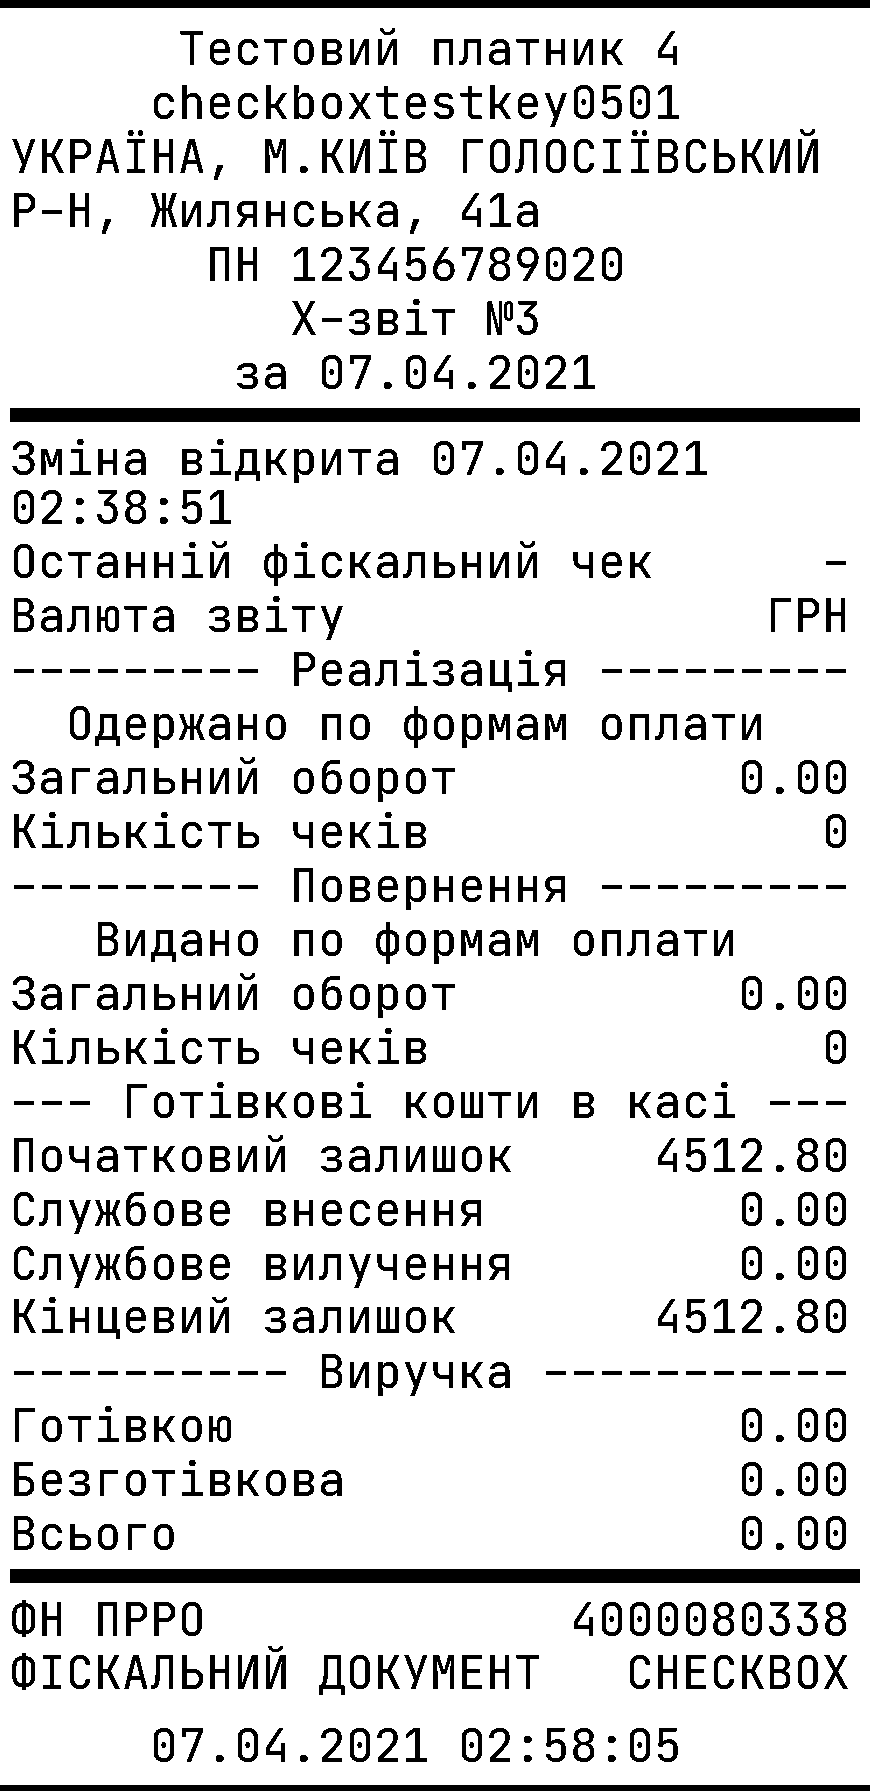 Тестовий платник 4
checkboxtestkey0501
УКРАЇНА, М.КИЇВ ГОЛОСІЇВСЬКИЙ
Р-Н, Жилянська, 41а
ПН 123456789020
X-звіт №3
за 07.04.2021
Зміна відкрита 07.04.2021
02:38:51
Останній фіскальний чек -
Валюта звіту ГРН
--------- Реалізація ---------
Одержано по формам оплати
Загальний оборот 0.00
Кількість чеків 0
--------- Повернення ---------
Видано по формам оплати
Загальний оборот 0.00
Кількість чеків 0
--- Готівкові кошти в касі ---
Початковий залишок 4512.80
Службове внесення 0.00
Службове вилучення 0.00
Кінцевий залишок 4512.80
---------- Виручка -----------
Готівкою 0.00
Безготівкова 0.00
Всього 0.00
ФН ПРРО 4000080338
ФІСКАЛЬНИЙ ДОКУМЕНТ CHECKBOX
07.04.2021 02:58:05